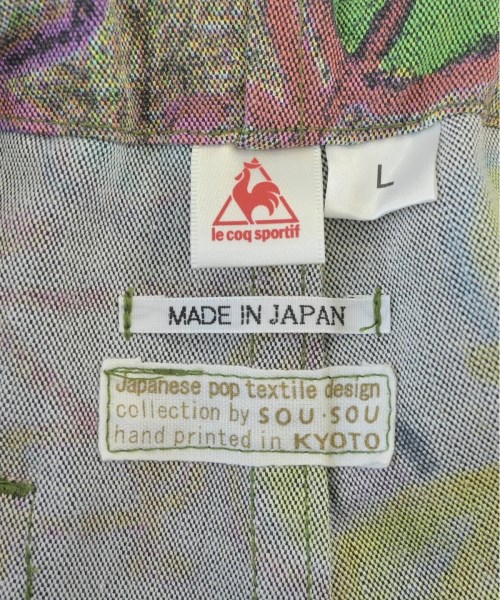 le coq sportif
L
MADE IN JAPAN
Japanese pop textile design
collection by SOU・SOU
hand printed in KYOTO